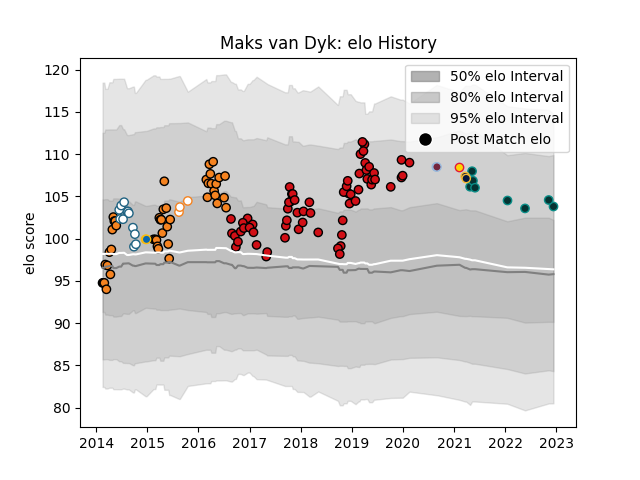 Maks van Dyk: elo History
50% elo Interval
80% elo Interval
95% elo Interval
Post Match elo
elo score
120
115
110
105
100
95
90
85
80
2014 2015 2016 2017 2018 2019 2020 2021 2022 2023